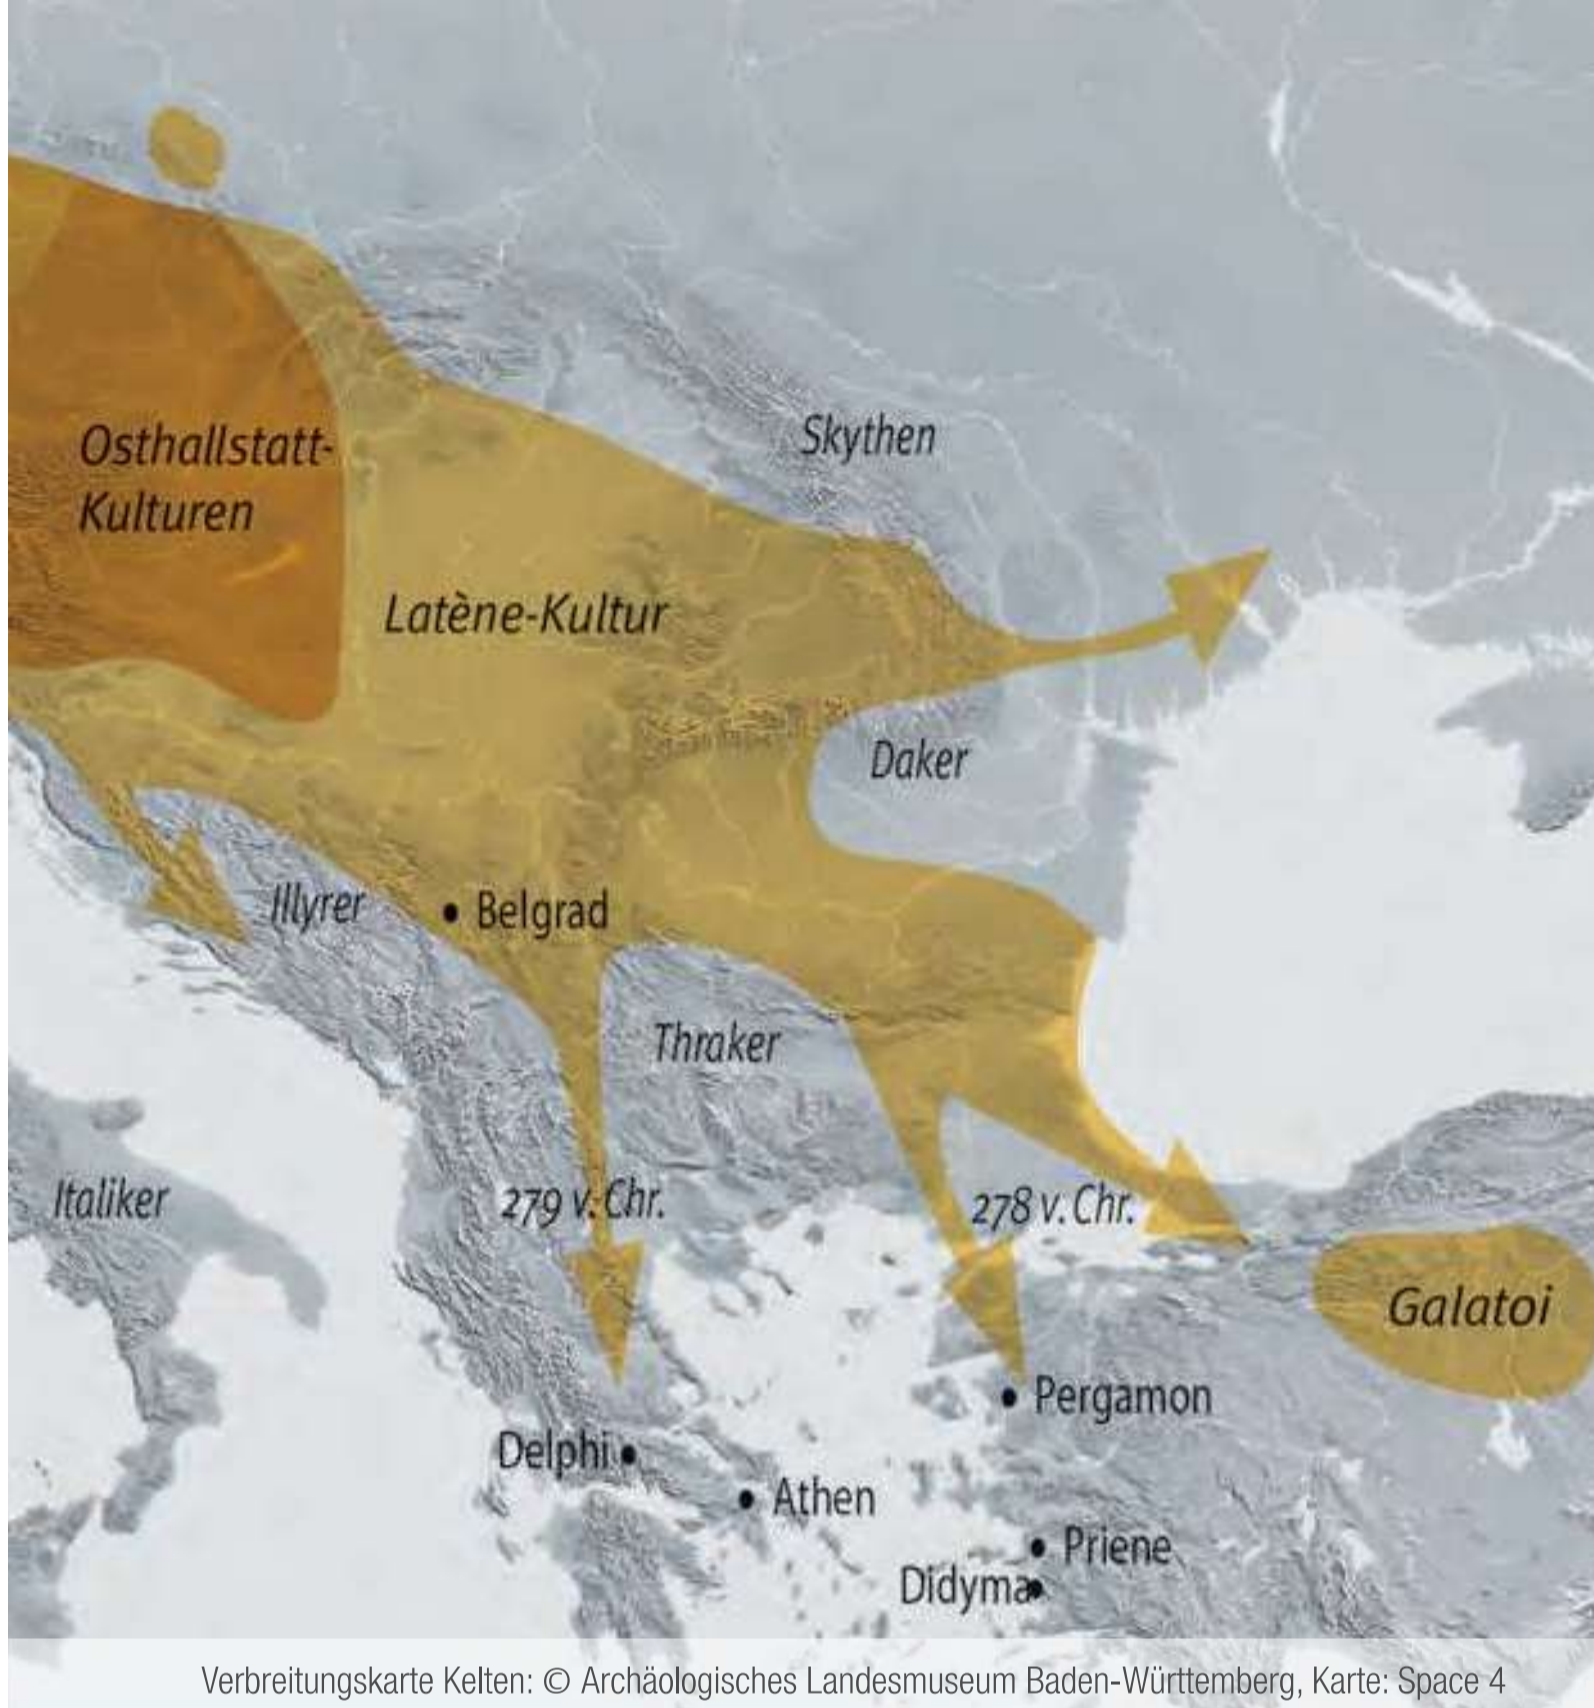 Skythen
Osthallstatt-
Kulturen
Latène-Kultur
Daker
Illyrer
Belgrad
Thraker
Italiker
279 v. Chr.
278 v. Chr.
Galatoi
Pergamon
Delphi
Athen
Priene
Didyma
Verbreitungskarte Kelten: © Archäologisches Landesmuseum Baden-Württemberg, Karte: Space 4